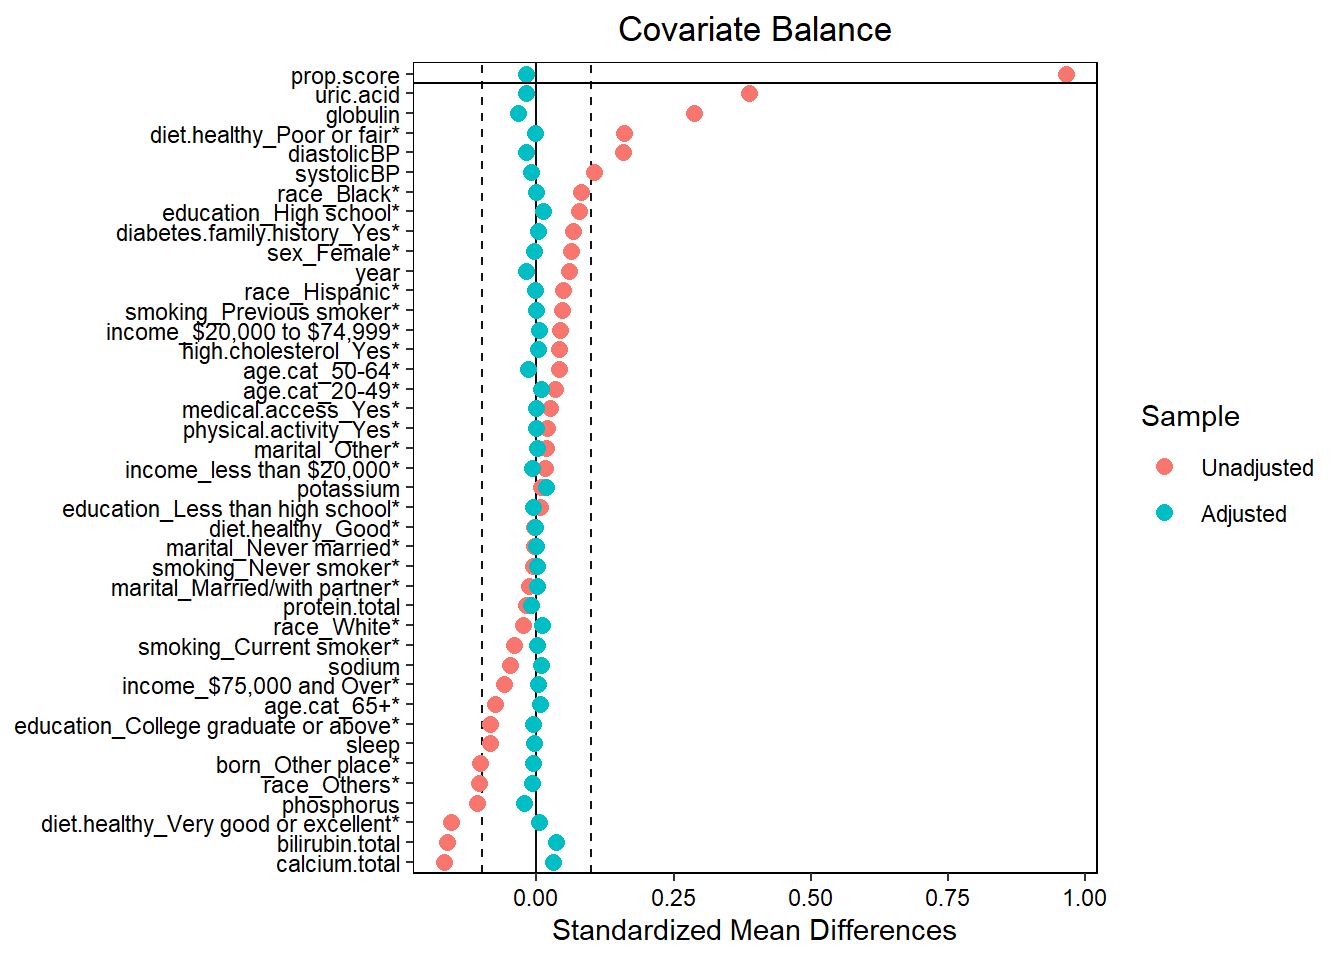 Covariate Balance
prop.score
uric.acid
globulin
diet.healthy_Poor or fair*
diastolicBP
systolicBP
race_Black*
education_High school*
diabetes.family.history_Yes*
sex_Female*
year
race_Hispanic*
smoking_Previous smoker*
income_$20,000 to $74,999*
high.cholesterol_Yes*
age.cat_50-64*
age.cat_20-49*
medical.access_Yes*
physical.activity_Yes*
marital_Other*
income_less than $20,000*
potassium
education_Less than high school*
diet.healthy_Good*
marital_Never married*
smoking_Never smoker*
marital_Married/with partner*
protein.total
race_White*
smoking_Current smoker*
sodium
income_$75,000 and Over*
age.cat_65+*
education_College graduate or above*
sleep
born_Other place*
race_Others*
phosphorus
diet.healthy_Very good or excellent*
bilirubin.total
calcium.total
0.00 0.25 0.50 0.75 1.00
Standardized Mean Differences
Sample
Unadjusted
Adjusted